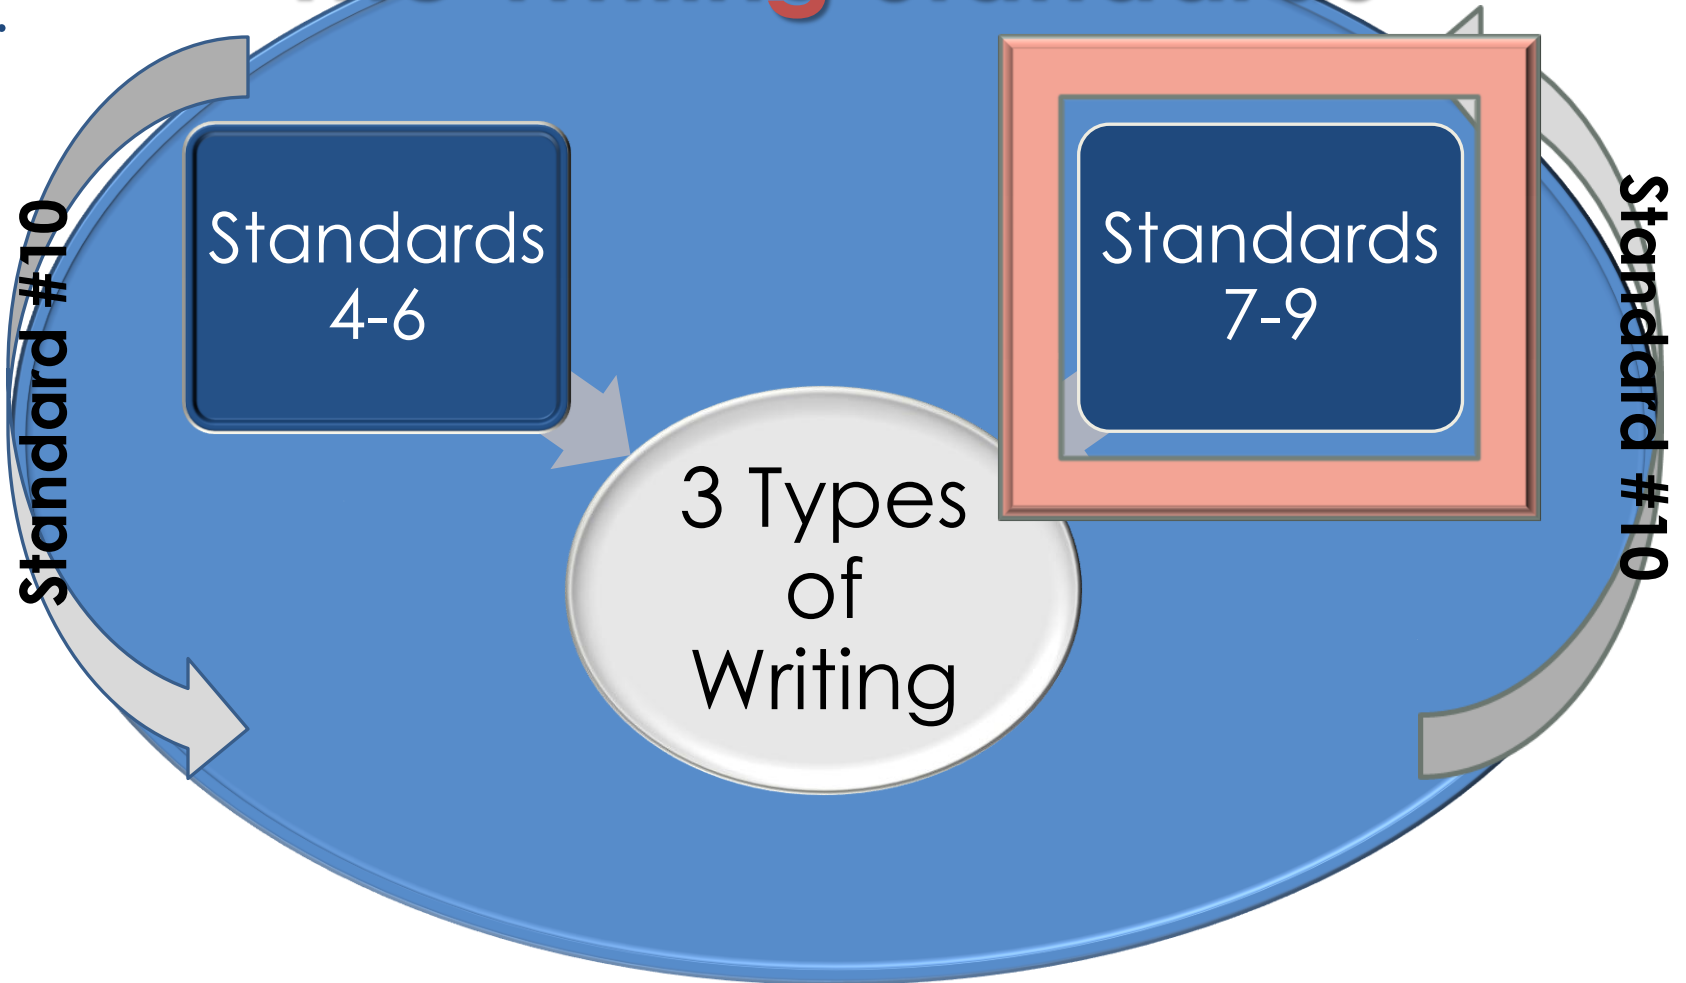 Standards
4-6
Standards
7-9
Standard #10
Standard #10
3 Types
of
Writing